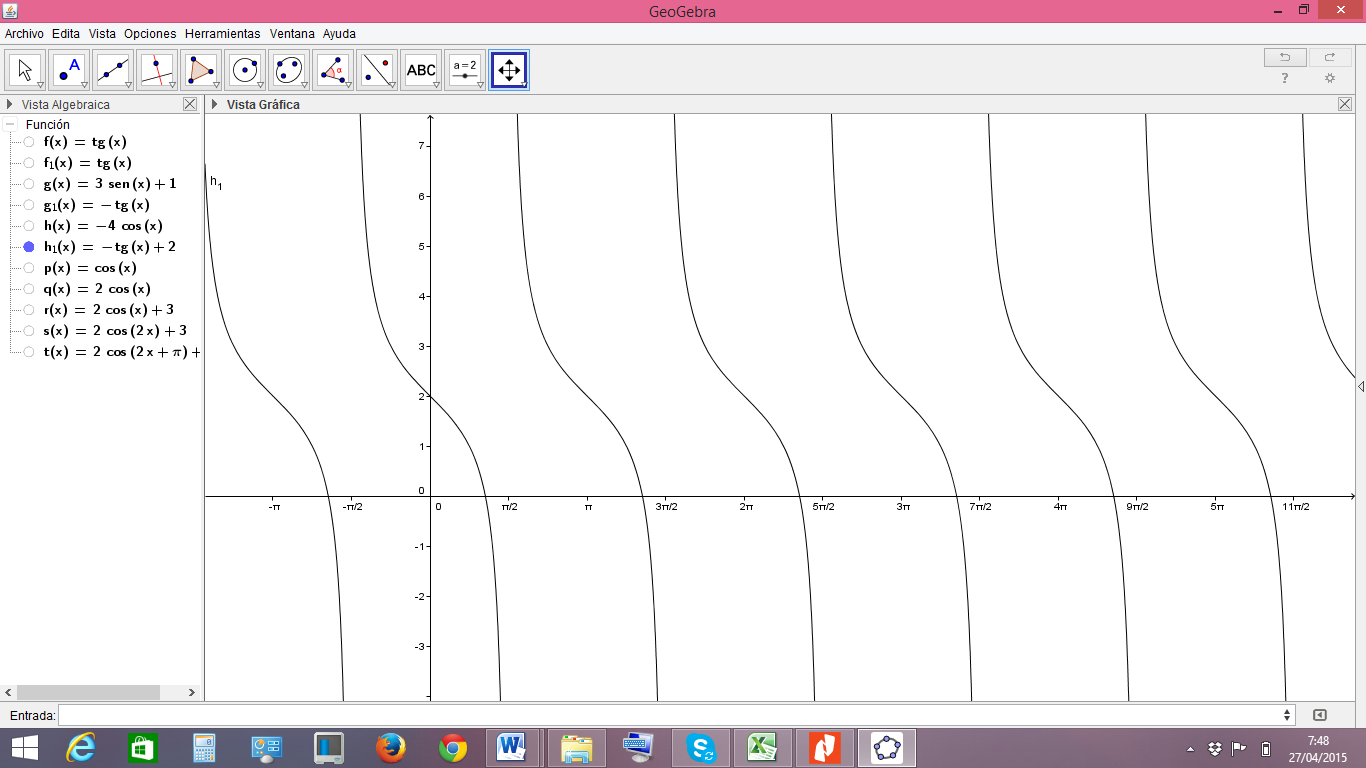 GeoGebra
Archivo Edita Vista Opciones Herramientas Ventana Ayuda
A
α
ABC
a = 2
?
Vista Algebraica
Vista Gráfica
Función
f(x) = tg (x)
f₁(x) = tg (x)
g(x) = 3 sen (x) + 1
g₁(x) = − tg (x)
h(x) = −4 cos (x)
h₁(x) = −tg (x) + 2
p(x) = cos (x)
q(x) = 2 cos (x)
r(x) = 2 cos (x) + 3
s(x) = 2 cos (2 x) + 3
t(x) = 2 cos (2 x + π) +
h₁
7
6
5
4
3
2
1
0
-1
-2
-3
-π -π/2 0 π/2 π 3π/2 2π 5π/2 3π 7π/2 4π 9π/2 5π 11π/2
Entrada:
7:48
27/04/2015